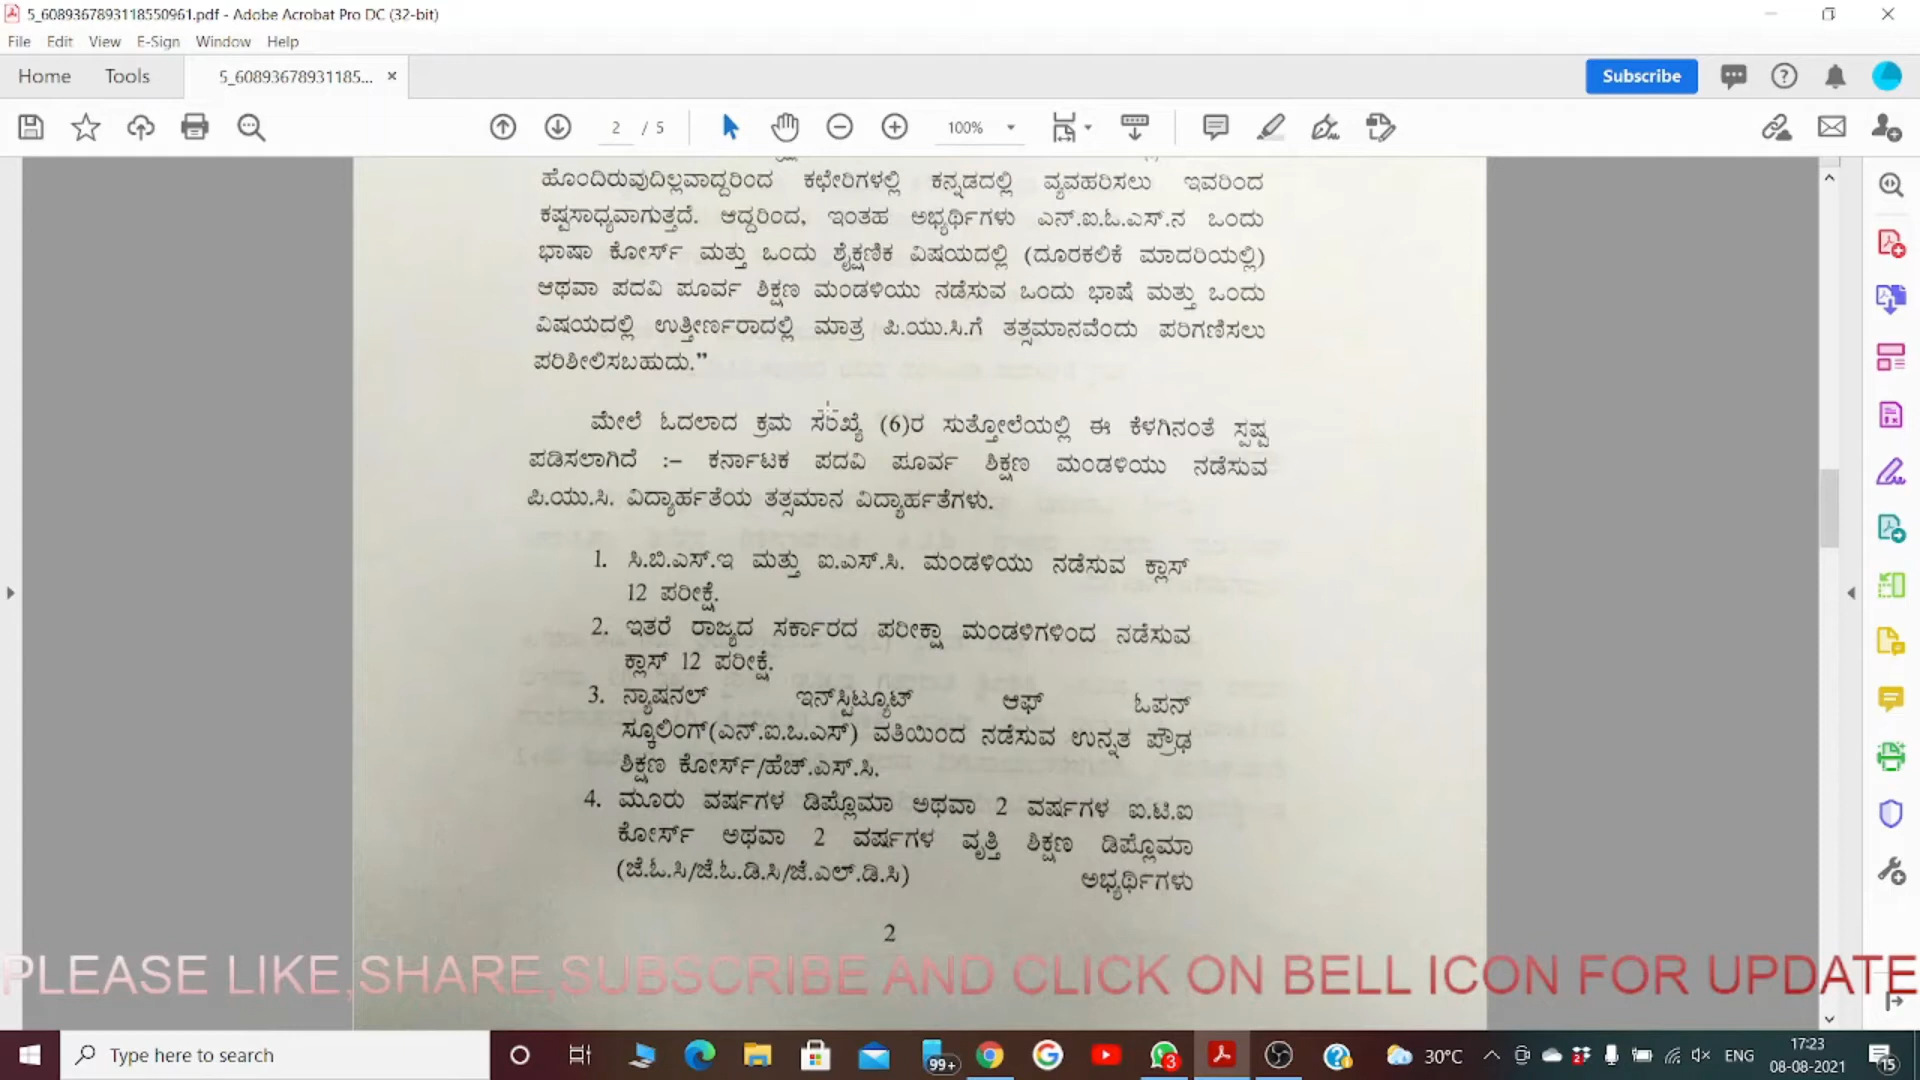 5_6089367893118550961.pdf - Adobe Acrobat Pro DC (32-bit)
File Edit View E-Sign Window Help
Home Tools 5_60893678931185... × Subscribe
2 / 5 100%
ಹೊಂದಿರುವುದಿಲ್ಲವಾದ್ದರಿಂದ ಕಛೇರಿಗಳಲ್ಲಿ ಕನ್ನಡದಲ್ಲಿ ವ್ಯವಹರಿಸಲು ಇವರಿಂದ
ಕಷ್ಟಸಾಧ್ಯವಾಗುತ್ತದೆ. ಆದ್ದರಿಂದ, ಇಂತಹ ಅಭ್ಯರ್ಥಿಗಳು ಎನ್.ಐ.ಓ.ಎಸ್.ನ ಒಂದು
ಭಾಷಾ ಕೋರ್ಸ್ ಮತ್ತು ಒಂದು ಶೈಕ್ಷಣಿಕ ವಿಷಯದಲ್ಲಿ (ದೂರಕಲಿಕೆ ಮಾದರಿಯಲ್ಲಿ)
ಅಥವಾ ಪದವಿ ಪೂರ್ವ ಶಿಕ್ಷಣ ಮಂಡಳಿಯು ನಡೆಸುವ ಒಂದು ಭಾಷೆ ಮತ್ತು ಒಂದು
ವಿಷಯದಲ್ಲಿ ಉತ್ತೀರ್ಣರಾದಲ್ಲಿ ಮಾತ್ರ ಪಿ.ಯು.ಸಿ.ಗೆ ತತ್ಸಮಾನವೆಂದು ಪರಿಗಣಿಸಲು
ಪರಿಶೀಲಿಸಬಹುದು.”
ಮೇಲೆ ಓದಲಾದ ಕ್ರಮ ಸಂಖ್ಯೆ (6)ರ ಸುತ್ತೋಲೆಯಲ್ಲಿ ಈ ಕೆಳಗಿನಂತೆ ಸ್ಪಷ್ಟ
ಪಡಿಸಲಾಗಿದೆ :– ಕರ್ನಾಟಕ ಪದವಿ ಪೂರ್ವ ಶಿಕ್ಷಣ ಮಂಡಳಿಯು ನಡೆಸುವ
ಪಿ.ಯು.ಸಿ. ವಿದ್ಯಾರ್ಹತೆಯ ತತ್ಸಮಾನ ವಿದ್ಯಾರ್ಹತೆಗಳು.
1. ಸಿ.ಬಿ.ಎಸ್.ಇ ಮತ್ತು ಐ.ಎಸ್.ಸಿ. ಮಂಡಳಿಯು ನಡೆಸುವ ಕ್ಲಾಸ್
12 ಪರೀಕ್ಷೆ.
2. ಇತರೆ ರಾಜ್ಯದ ಸರ್ಕಾರದ ಪರೀಕ್ಷಾ ಮಂಡಳಿಗಳಿಂದ ನಡೆಸುವ
ಕ್ಲಾಸ್ 12 ಪರೀಕ್ಷೆ.
3. ನ್ಯಾಷನಲ್ ಇನ್‌ಸ್ಟಿಟ್ಯೂಟ್ ಆಫ್ ಓಪನ್
ಸ್ಕೂಲಿಂಗ್(ಎನ್.ಐ.ಒ.ಎಸ್) ವತಿಯಿಂದ ನಡೆಸುವ ಉನ್ನತ ಪ್ರೌಢ
ಶಿಕ್ಷಣ ಕೋರ್ಸ್/ಹೆಚ್.ಎಸ್.ಸಿ.
4. ಮೂರು ವರ್ಷಗಳ ಡಿಪ್ಲೊಮಾ ಅಥವಾ 2 ವರ್ಷಗಳ ಐ.ಟಿ.ಐ
ಕೋರ್ಸ್ ಅಥವಾ 2 ವರ್ಷಗಳ ವೃತ್ತಿ ಶಿಕ್ಷಣ ಡಿಪ್ಲೊಮಾ
(ಜೆ.ಓ.ಸಿ/ಜೆ.ಓ.ಡಿ.ಸಿ/ಜೆ.ಎಲ್.ಡಿ.ಸಿ) ಅಭ್ಯರ್ಥಿಗಳು
2
PLEASE LIKE,SHARE,SUBSCRIBE AND CLICK ON BELL ICON FOR UPDATE
Type here to search 99+ 3 30°C ENG 17:23
08-08-2021 15